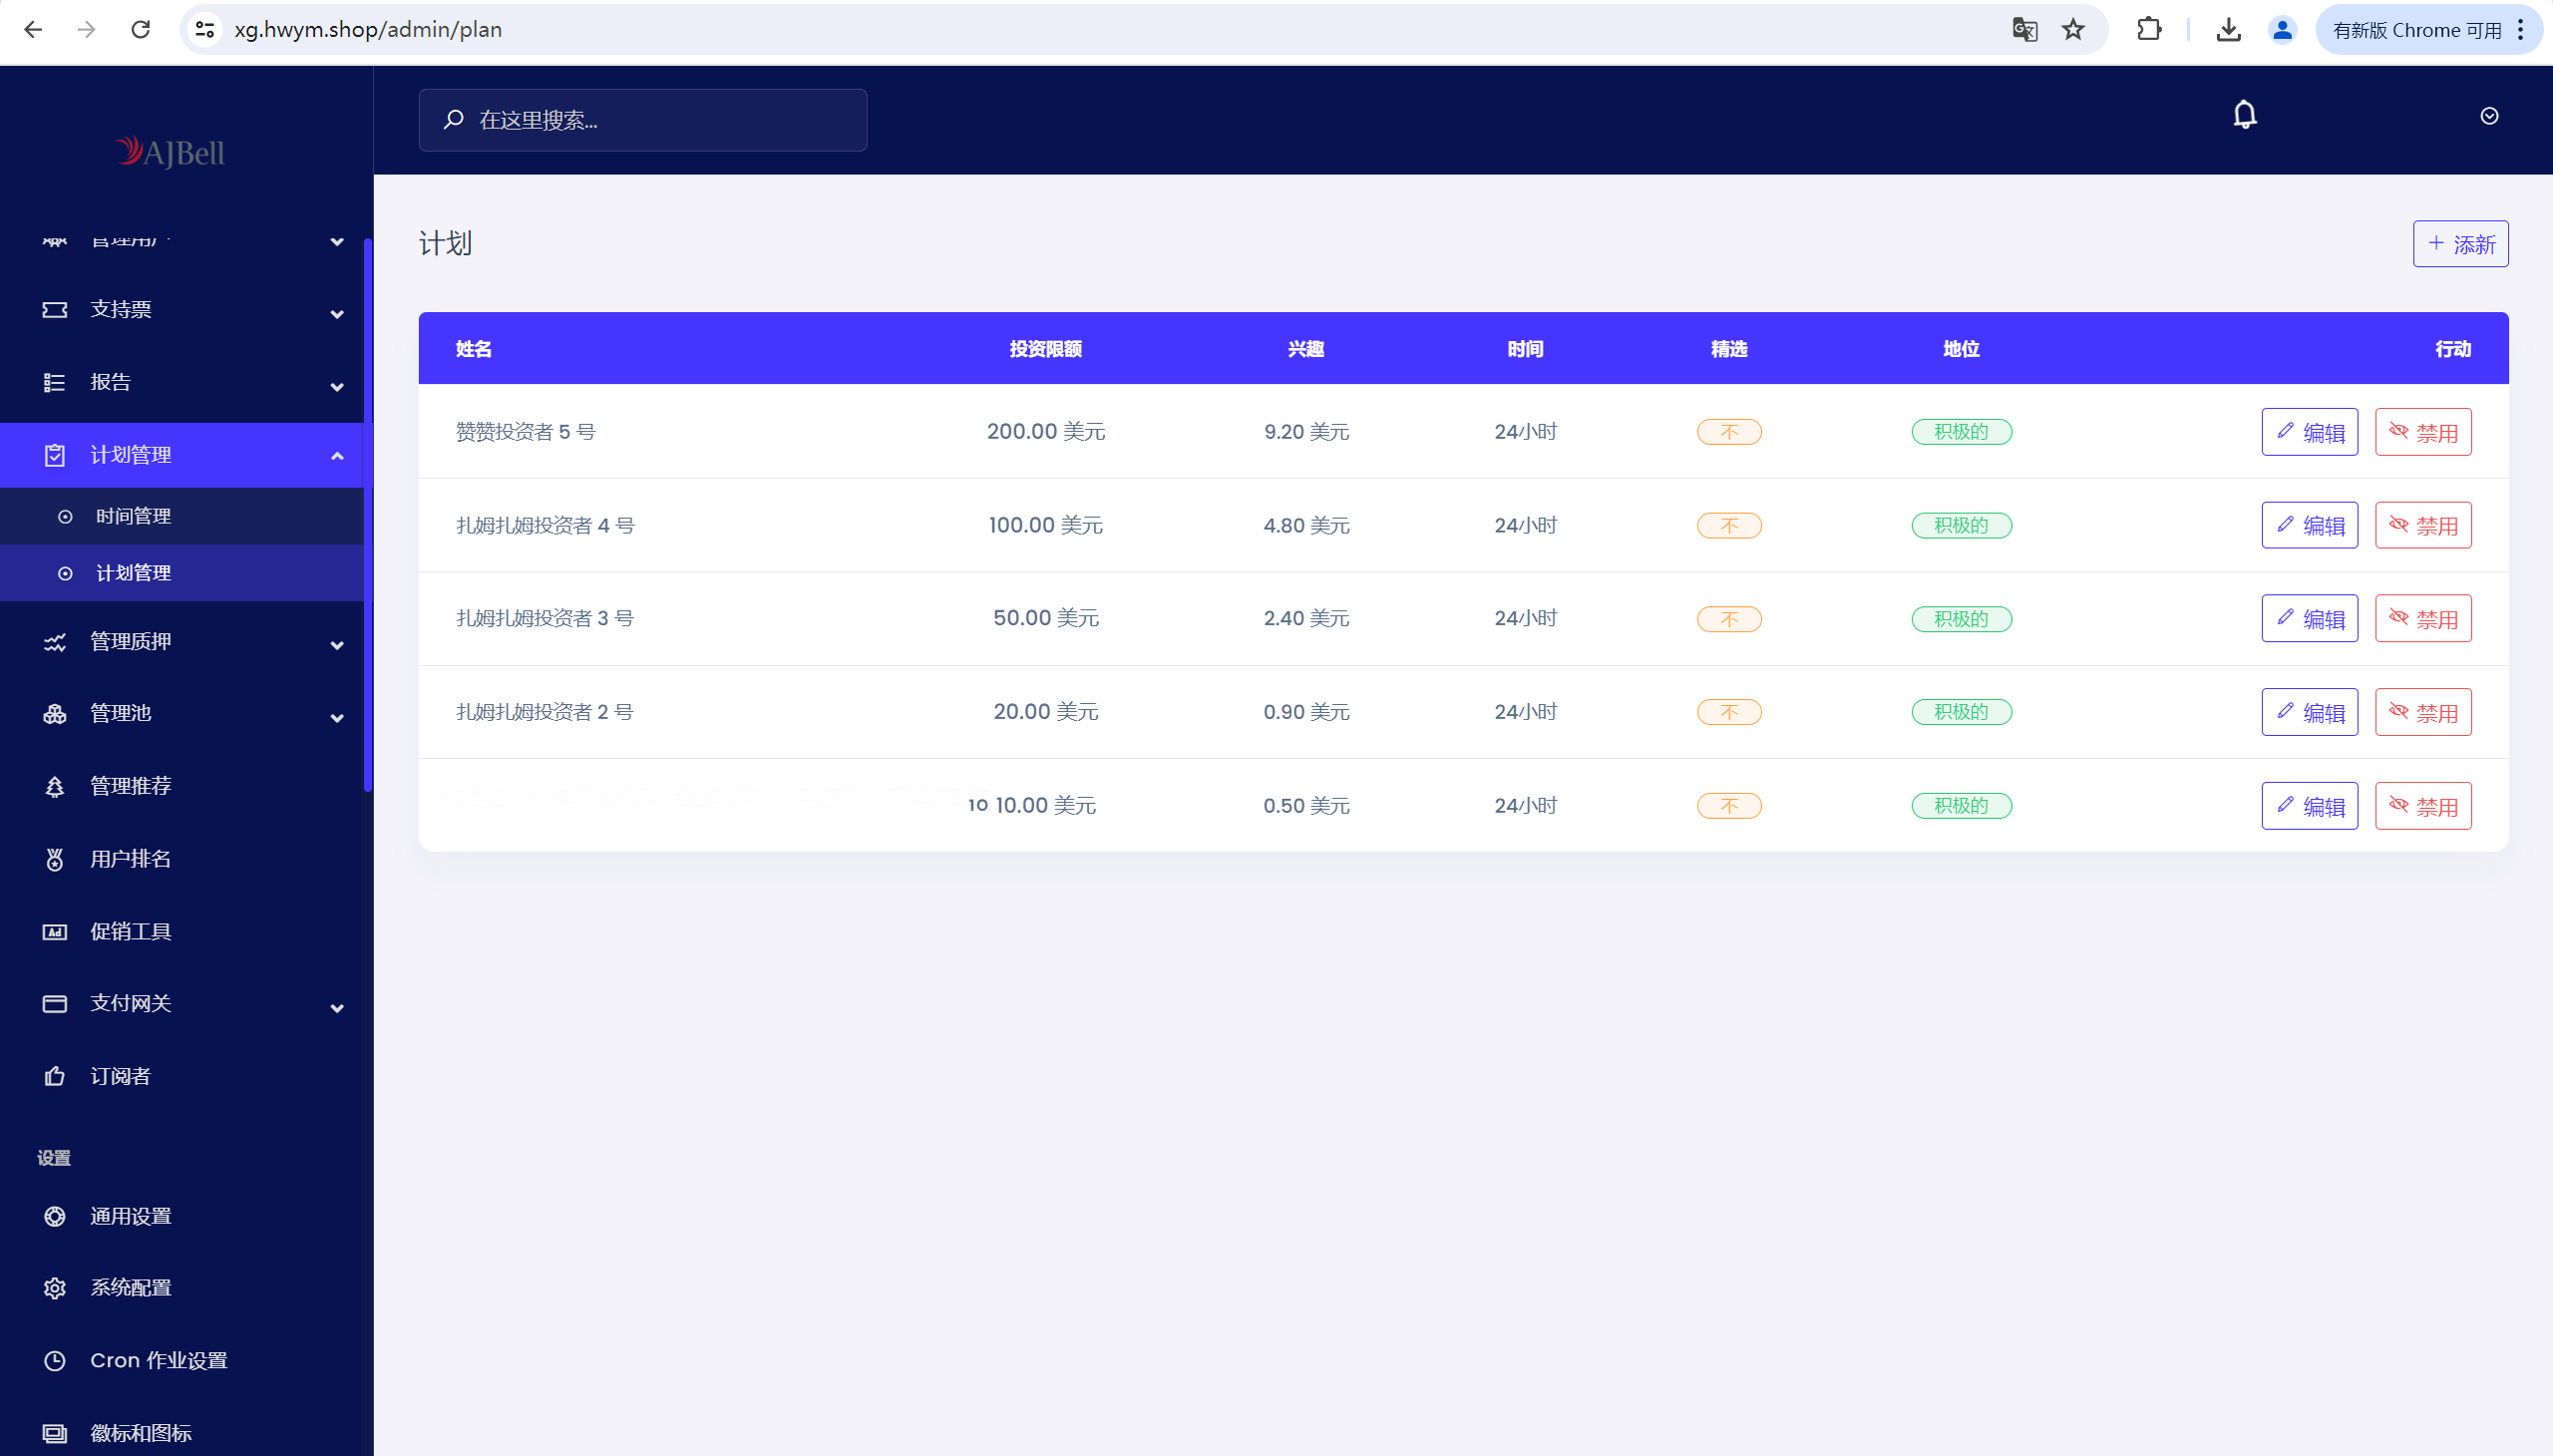 xg.hwym.shop/admin/plan
有新版 Chrome 可用
AJBell
在这里搜索...
管理用户
支持票
报告
计划管理
时间管理
计划管理
管理质押
管理池
管理推荐
用户排名
促销工具
支付网关
订阅者
设置
通用设置
系统配置
Cron 作业设置
徽标和图标
计划
添新
姓名 投资限额 兴趣 时间 精选 地位 行动
赞赞投资者 5 号 200.00 美元 9.20 美元 24小时 不 积极的 编辑 禁用
扎姆扎姆投资者 4 号 100.00 美元 4.80 美元 24小时 不 积极的 编辑 禁用
扎姆扎姆投资者 3 号 50.00 美元 2.40 美元 24小时 不 积极的 编辑 禁用
扎姆扎姆投资者 2 号 20.00 美元 0.90 美元 24小时 不 积极的 编辑 禁用
10 10.00 美元 0.50 美元 24小时 不 积极的 编辑 禁用